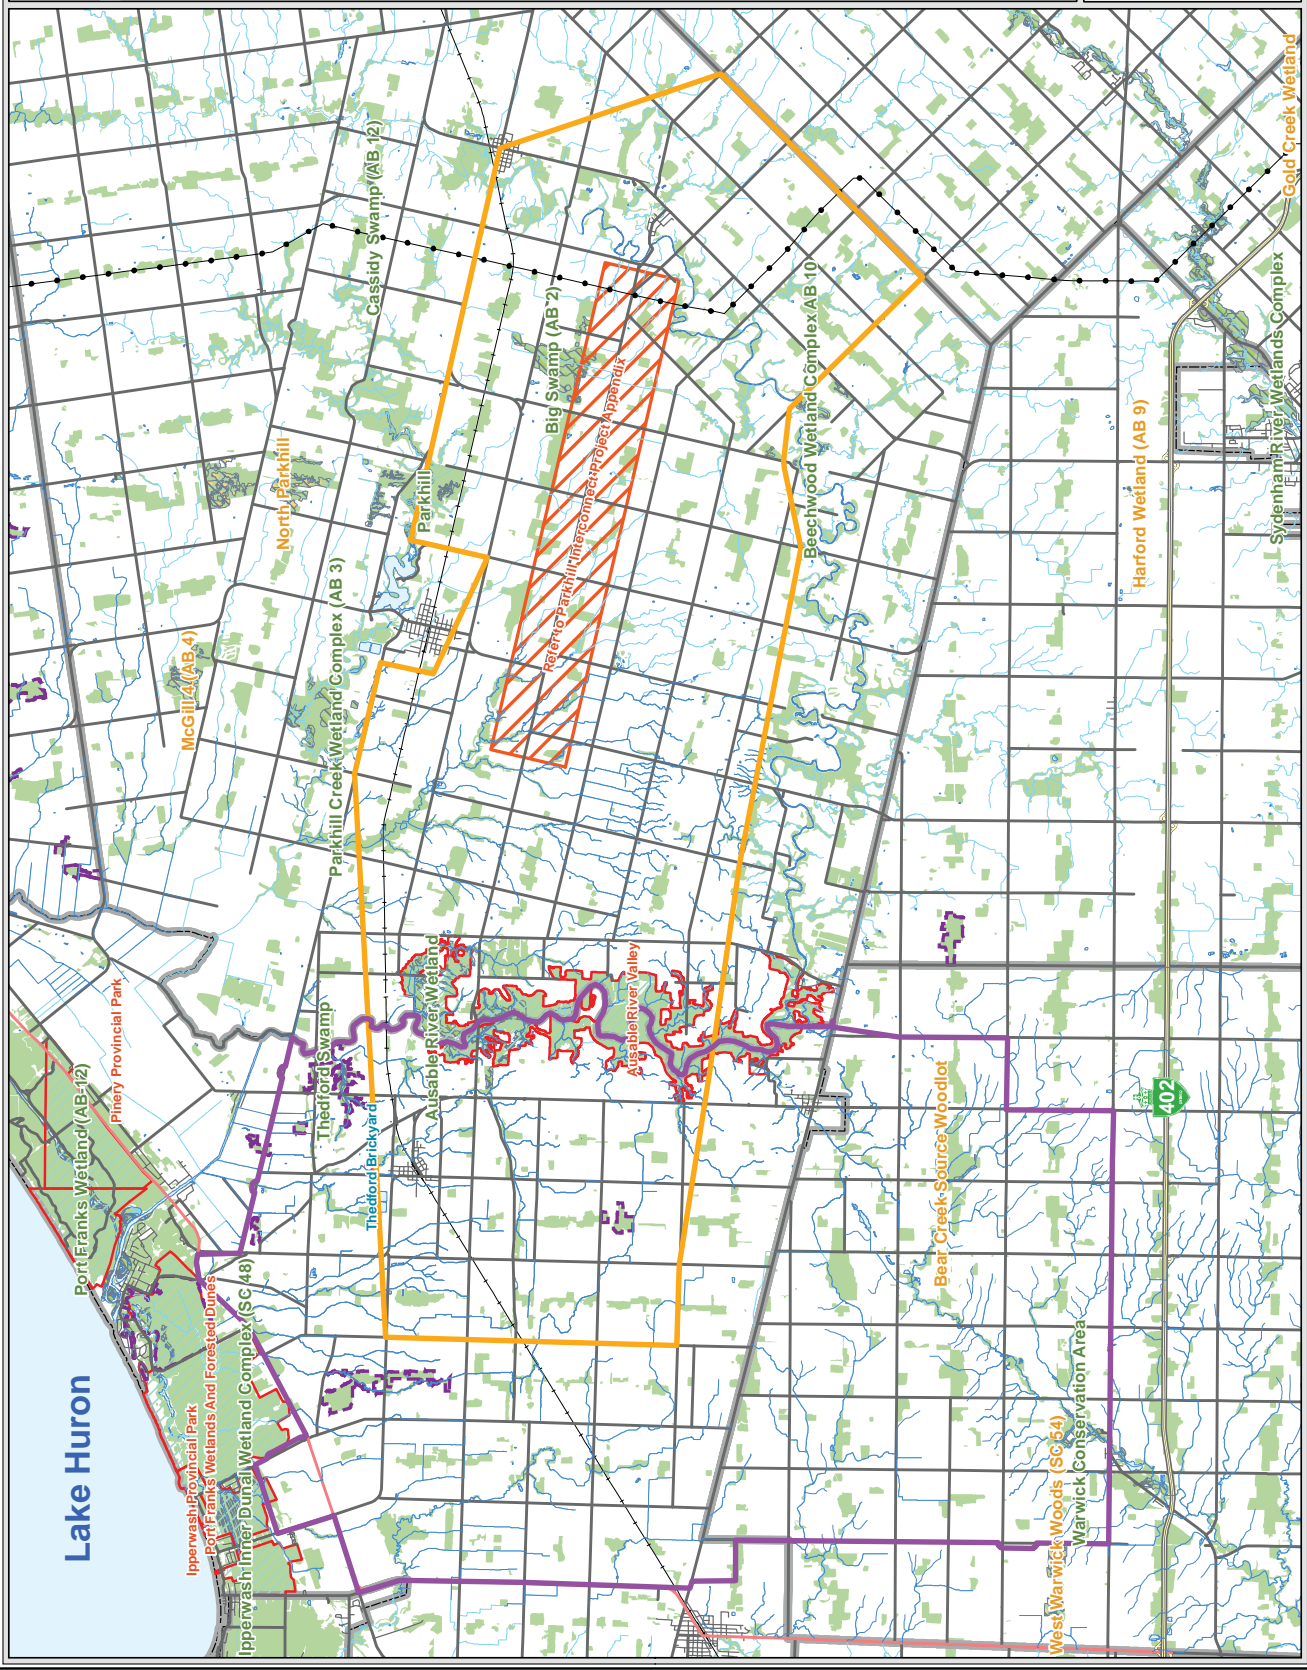 Lake Huron
Port Franks Wetland (AB-12)
Pinery Provincial Park
Ipperwash Provincial Park
Port Franks Wetlands And Forested Dunes
Ipperwash Inner Dunal Wetland Complex (SC 48)
McGill 4 (AB 4)
North Parkhill
Cassidy Swamp (AB 12)
Parkhill Creek Wetland Complex (AB 3)
Thedford Swamp
Thedford Brickyard
Parkhill
Ausable River Wetland
Big Swamp (AB 2)
Refer to Parkhill Interconnect Project Appendix
Ausable River Valley
Beechwood Wetland Complex AB 10
Bear Creek Source Woodlot
West Warwick Woods (SC 54)
Warwick Conservation Area
Harford Wetland (AB 9)
402
Sydenham River Wetlands Complex
Gold Creek Wetland